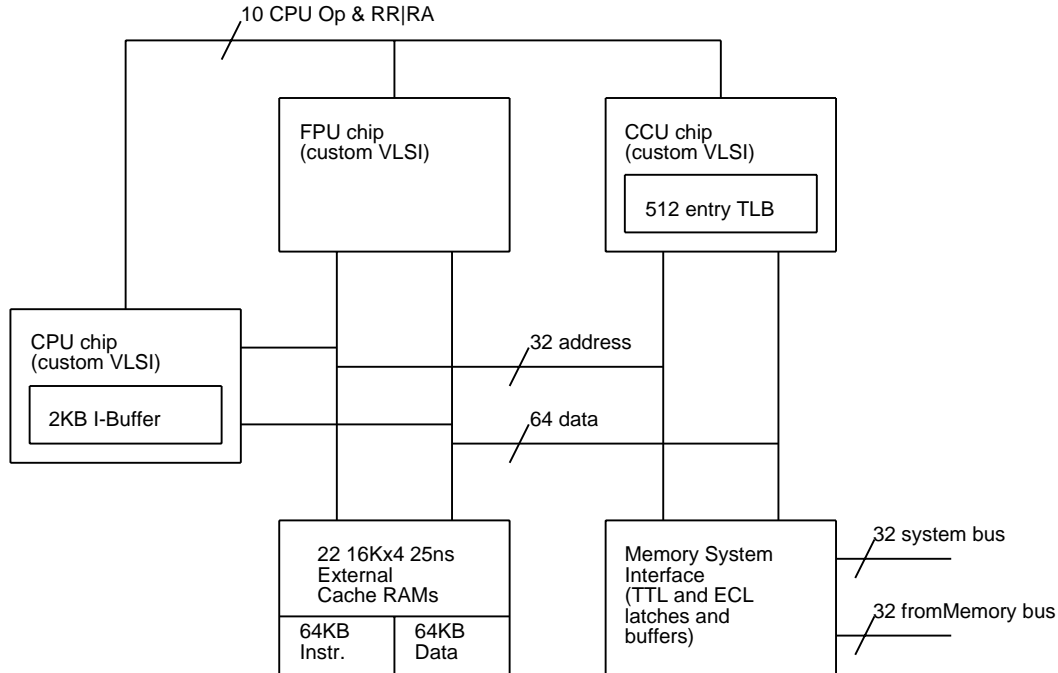 10 CPU Op & RR|RA
FPU chip
(custom VLSI)
CCU chip
(custom VLSI)
512 entry TLB
CPU chip
(custom VLSI)
2KB I-Buffer
32 address
64 data
22 16Kx4 25ns
External
Cache RAMs
64KB
Instr.
64KB
Data
Memory System
Interface
(TTL and ECL
latches and
buffers)
32 system bus
32 fromMemory bus